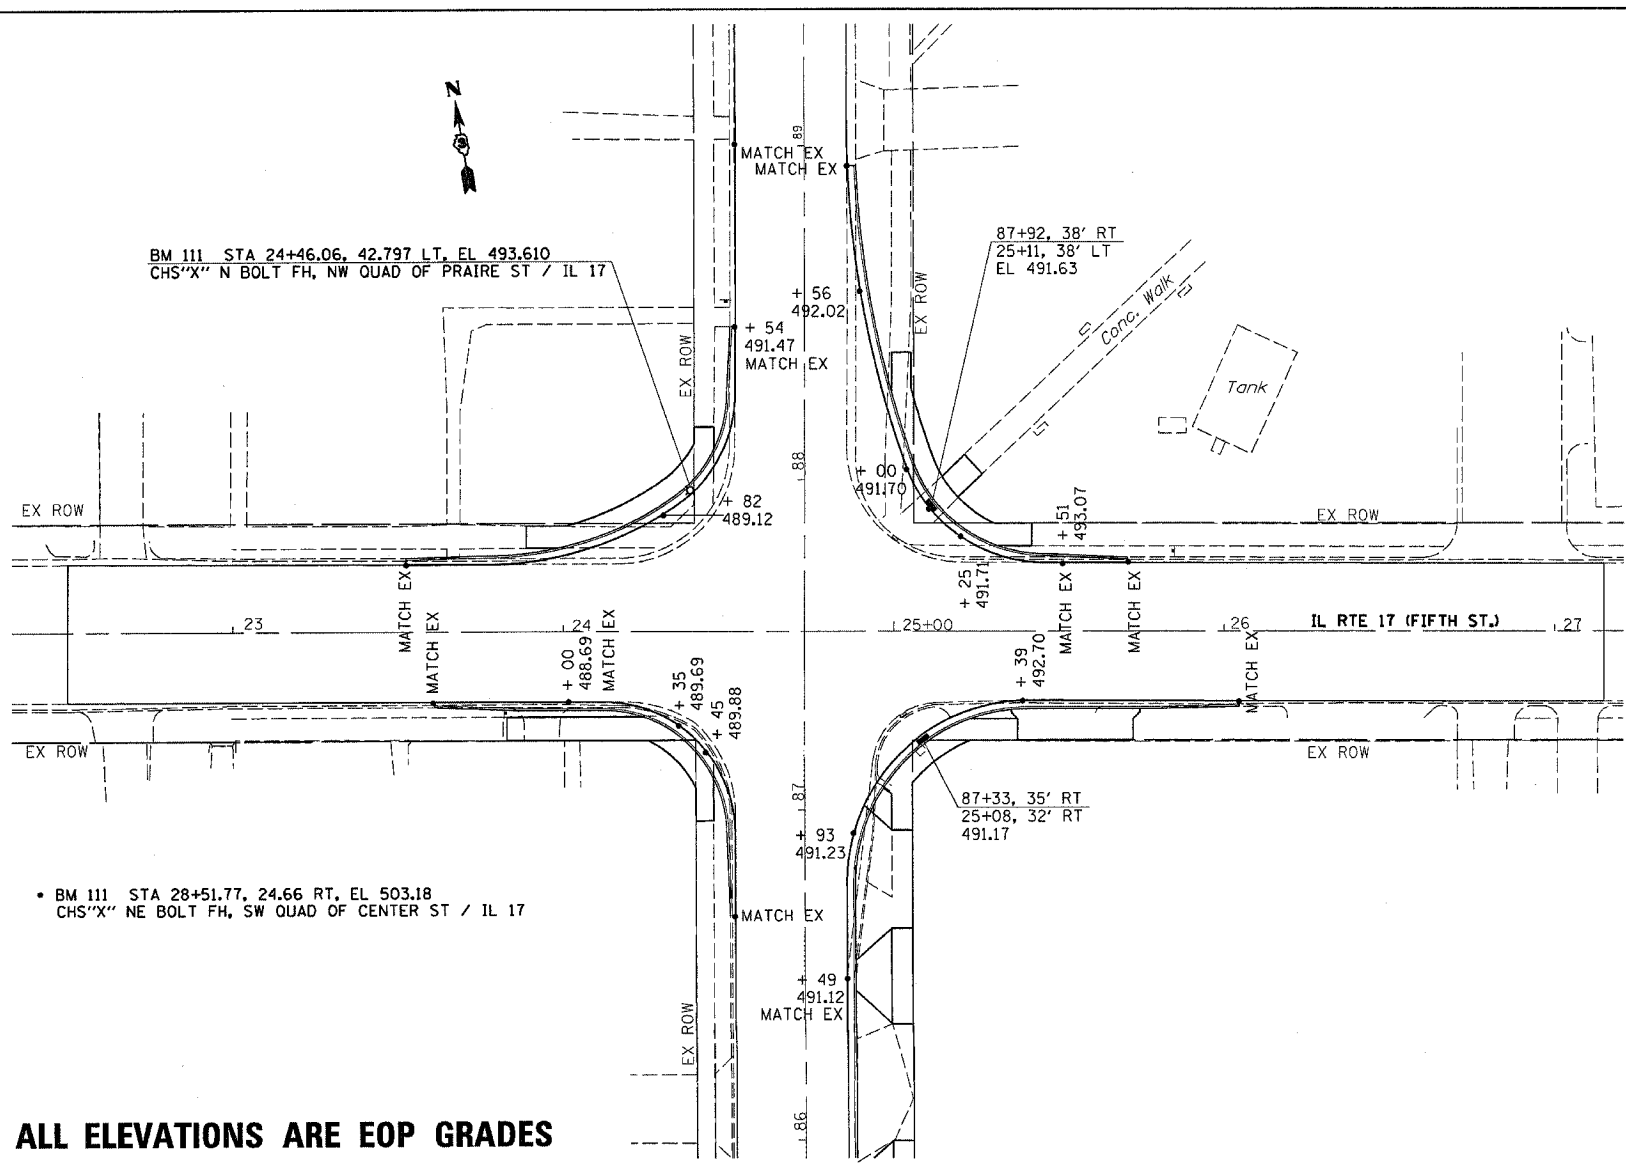 N
89
MATCH EX
MATCH EX
BM 111 STA 24+46.06, 42.797 LT, EL 493.610
CHS"X" N BOLT FH, NW QUAD OF PRAIRE ST / IL 17
87+92, 38' RT
25+11, 38' LT
EL 491.63
EX ROW
Conc. Walk
+ 56
492.02
+ 54
491.47
MATCH EX
EX ROW
Tank
88
+ 00
491.70
+ 82
489.12
EX ROW
+ 51
493.07
EX ROW
+ 25
491.71
MATCH EX
MATCH EX
MATCH EX
MATCH EX
23
24
25+00
26
IL RTE 17 (FIFTH ST.)
27
+ 00
488.69
MATCH EX
+ 35
489.69
+ 45
489.88
+ 39
492.70
MATCH EX
EX ROW
EX ROW
87
87+33, 35' RT
25+08, 32' RT
491.17
+ 93
491.23
• BM 111 STA 28+51.77, 24.66 RT, EL 503.18
CHS"X" NE BOLT FH, SW QUAD OF CENTER ST / IL 17
MATCH EX
+ 49
491.12
MATCH EX
EX ROW
86
ALL ELEVATIONS ARE EOP GRADES